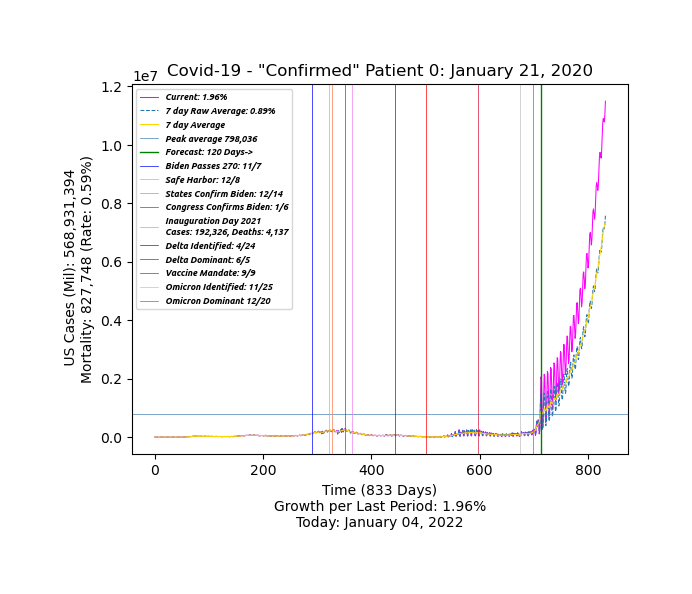 Covid-19 - "Confirmed" Patient 0: January 21, 2020
1e7
1.2
1.0
0.8
0.6
0.4
0.2
0.0
US Cases (Mil): 568,931,394
Mortality: 827,748 (Rate: 0.59%)
Current: 1.96%
7 day Raw Average: 0.89%
7 day Average
Peak average 798,036
Forecast: 120 Days->
Biden Passes 270: 11/7
Safe Harbor: 12/8
States Confirm Biden: 12/14
Congress Confirms Biden: 1/6
Inauguration Day 2021
Cases: 192,326, Deaths: 4,137
Delta Identified: 4/24
Delta Dominant: 6/5
Vaccine Mandate: 9/9
Omicron Identified: 11/25
Omicron Dominant 12/20
0 200 400 600 800
Time (833 Days)
Growth per Last Period: 1.96%
Today: January 04, 2022